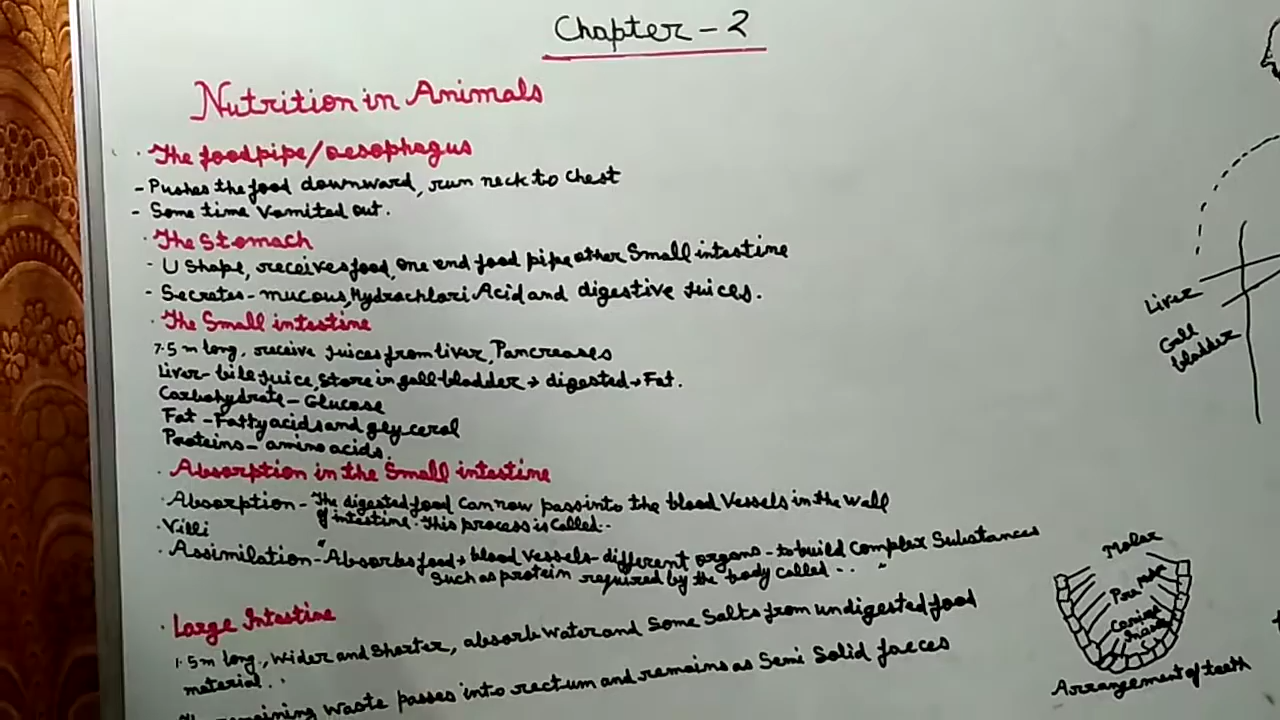 Chapter - 2
Nutrition in Animals
· The foodpipe/oesophagus
- Pushes the food downward, run neck to chest
- Some time Vomited out.
· The Stomach
- U Shape, receives food, one end food pipe other Small intestine
- Secretes - mucous, Hydrochlori Acid and digestive Juices.
· The Small intestine
7.5 m long, receive Juices from liver, Pancreases
Liver - bile Juice, store in gall bladder → digested → Fat.
Carbohydrate - Glucose
Fat - Fatty acids and glycerol
Proteins - amino acids.
· Absorption in the Small intestine
· Absorption - The digested food can now pass into the blood Vessels in the wall
of intestine. This process is called..
· Villi
· Assimilation - "Absorbs food → blood vessels - different organs - to build Complex Substances
Such as protein required by the body called .. "
· Large Intestine
1.5 m long, wider and Shorter, absorb water and Some Salts from undigested food
material..
remaining waste passes into rectum and remains as Semi Solid faeces
Liver
Gall
bladder
Molar
Pre molar
Canine
Incisor
Arrangement of teeth